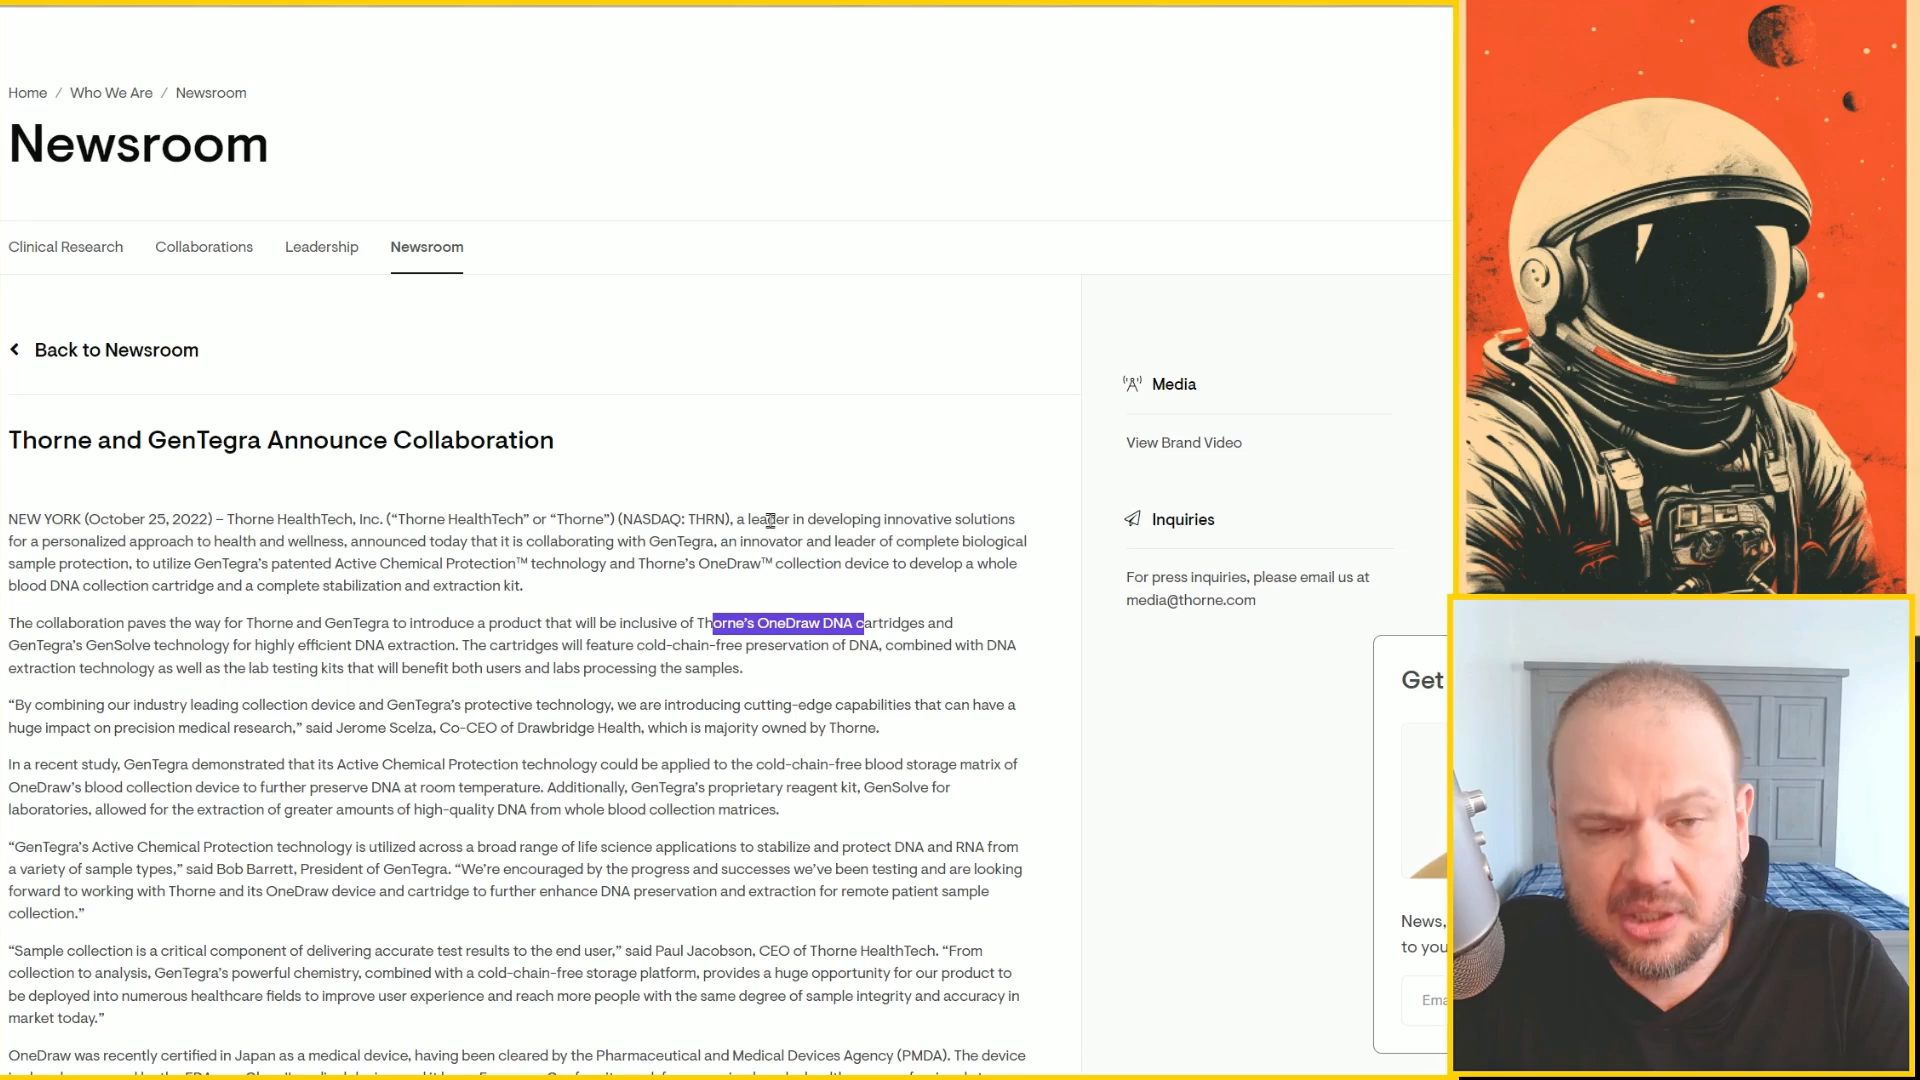 Home / Who We Are / Newsroom
Newsroom
Clinical Research Collaborations Leadership Newsroom
Back to Newsroom
Thorne and GenTegra Announce Collaboration
NEW YORK (October 25, 2022) – Thorne HealthTech, Inc. (“Thorne HealthTech” or “Thorne”) (NASDAQ: THRN), a leader in developing innovative solutions
for a personalized approach to health and wellness, announced today that it is collaborating with GenTegra, an innovator and leader of complete biological
sample protection, to utilize GenTegra’s patented Active Chemical Protection™ technology and Thorne’s OneDraw™ collection device to develop a whole
blood DNA collection cartridge and a complete stabilization and extraction kit.
The collaboration paves the way for Thorne and GenTegra to introduce a product that will be inclusive of Thorne’s OneDraw DNA cartridges and
GenTegra’s GenSolve technology for highly efficient DNA extraction. The cartridges will feature cold-chain-free preservation of DNA, combined with DNA
extraction technology as well as the lab testing kits that will benefit both users and labs processing the samples.
“By combining our industry leading collection device and GenTegra’s protective technology, we are introducing cutting-edge capabilities that can have a
huge impact on precision medical research,” said Jerome Scelza, Co-CEO of Drawbridge Health, which is majority owned by Thorne.
In a recent study, GenTegra demonstrated that its Active Chemical Protection technology could be applied to the cold-chain-free blood storage matrix of
OneDraw’s blood collection device to further preserve DNA at room temperature. Additionally, GenTegra’s proprietary reagent kit, GenSolve for
laboratories, allowed for the extraction of greater amounts of high-quality DNA from whole blood collection matrices.
“GenTegra’s Active Chemical Protection technology is utilized across a broad range of life science applications to stabilize and protect DNA and RNA from
a variety of sample types,” said Bob Barrett, President of GenTegra. “We’re encouraged by the progress and successes we’ve been testing and are looking
forward to working with Thorne and its OneDraw device and cartridge to further enhance DNA preservation and extraction for remote patient sample
collection.”
“Sample collection is a critical component of delivering accurate test results to the end user,” said Paul Jacobson, CEO of Thorne HealthTech. “From
collection to analysis, GenTegra’s powerful chemistry, combined with a cold-chain-free storage platform, provides a huge opportunity for our product to
be deployed into numerous healthcare fields to improve user experience and reach more people with the same degree of sample integrity and accuracy in
market today.”
OneDraw was recently certified in Japan as a medical device, having been cleared by the Pharmaceutical and Medical Devices Agency (PMDA). The device
Media
View Brand Video
Inquiries
For press inquiries, please email us at
media@thorne.com
Get
News,
to you
Ema